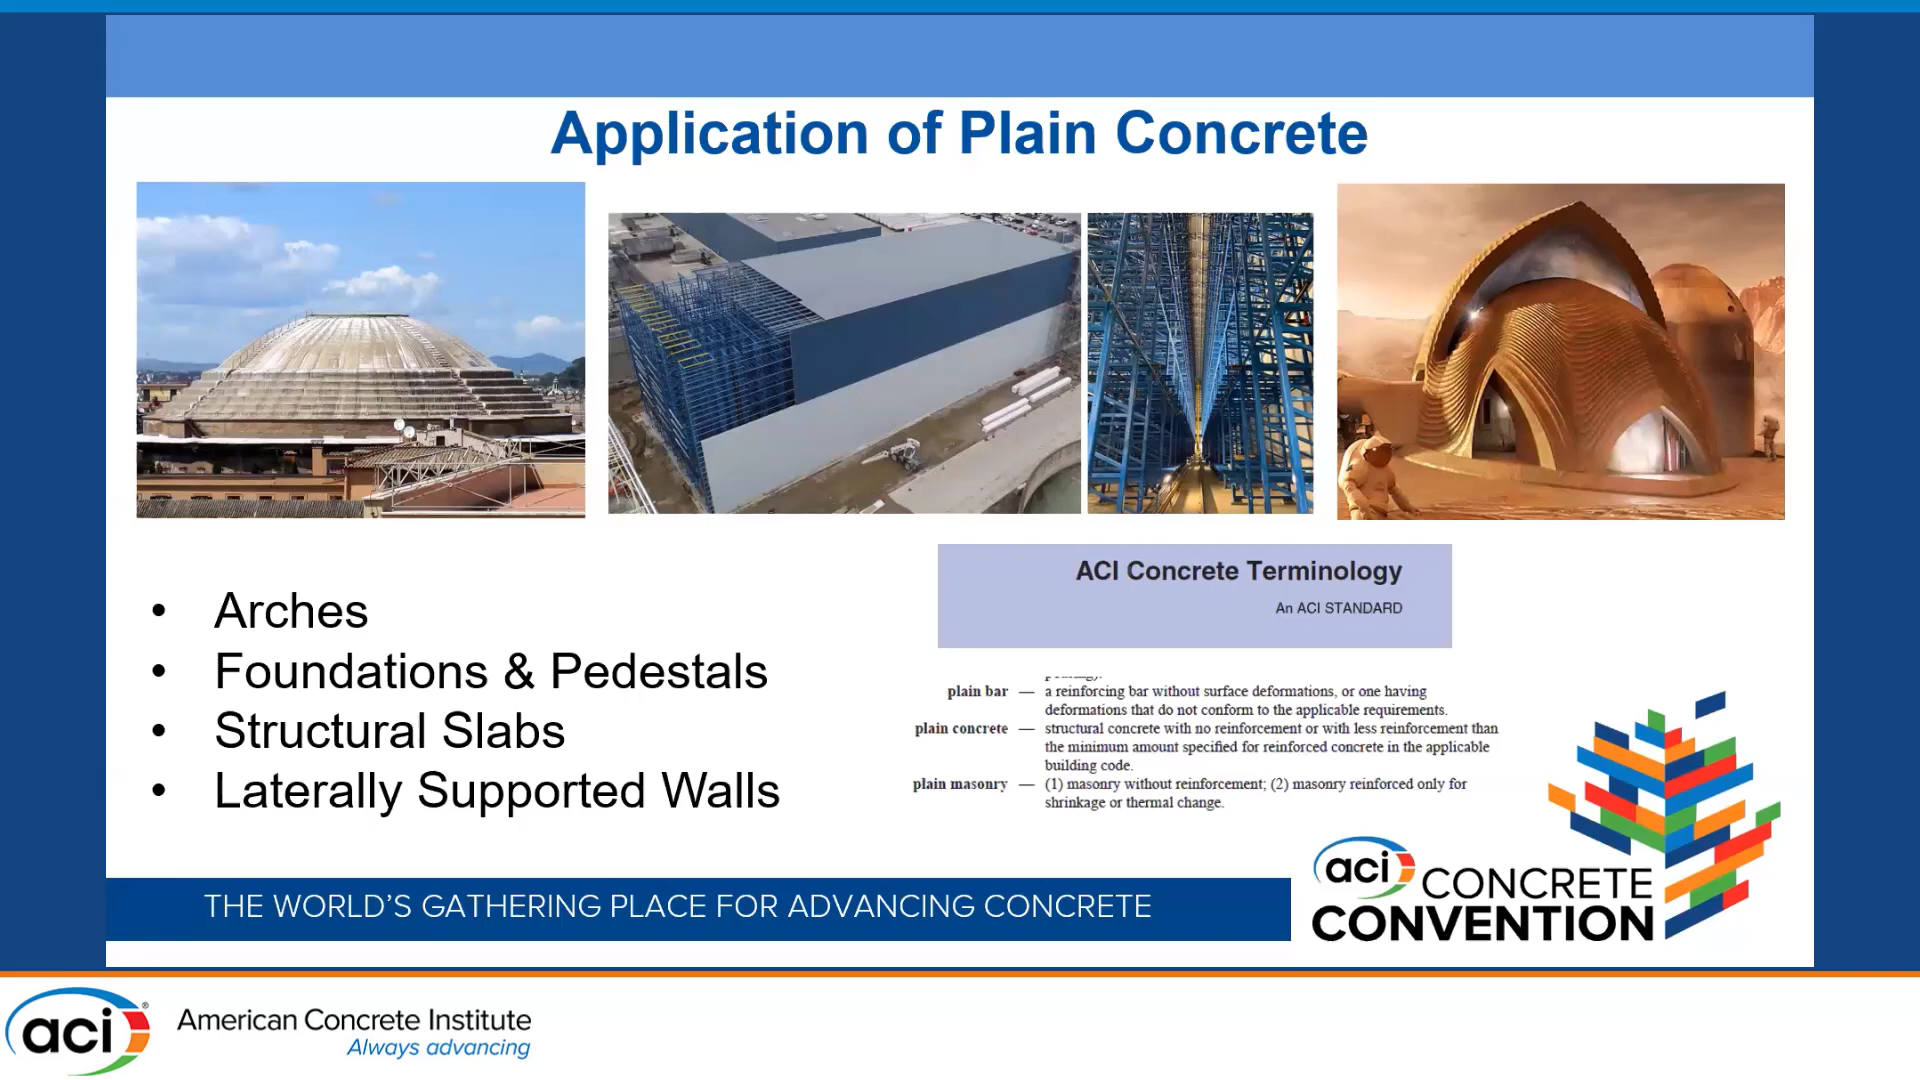 Application of Plain Concrete
• Arches
• Foundations & Pedestals
• Structural Slabs
• Laterally Supported Walls
ACI Concrete Terminology
An ACI STANDARD
plain bar — a reinforcing bar without surface deformations, or one having
deformations that do not conform to the applicable requirements.
plain concrete — structural concrete with no reinforcement or with less reinforcement than
the minimum amount specified for reinforced concrete in the applicable
building code.
plain masonry — (1) masonry without reinforcement; (2) masonry reinforced only for
shrinkage or thermal change.
THE WORLD'S GATHERING PLACE FOR ADVANCING CONCRETE
aci CONCRETE
CONVENTION
aci®
American Concrete Institute
Always advancing